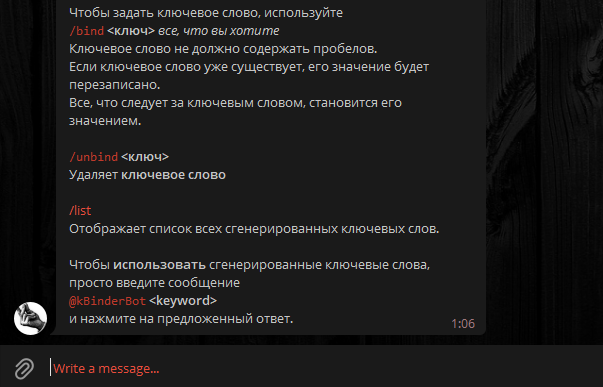 Чтобы задать ключевое слово, используйте
/bind <ключ> все, что вы хотите
Ключевое слово не должно содержать пробелов.
Если ключевое слово уже существует, его значение будет
перезаписано.
Все, что следует за ключевым словом, становится его
значением.
/unbind <ключ>
Удаляет ключевое слово
/list
Отображает список всех сгенерированных ключевых слов.
Чтобы использовать сгенерированные ключевые слова,
просто введите сообщение
@kBinderBot <keyword>
и нажмите на предложенный ответ.
1:06
Write a message...